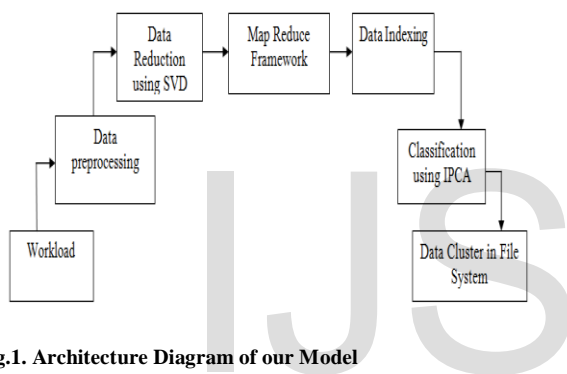 Data
Reduction
using SVD
Map Reduce
Framework
Data Indexing
Data
preprocessing
Classification
using IPCA
Workload
Data Cluster in File
System
IJS
g.1. Architecture Diagram of our Model